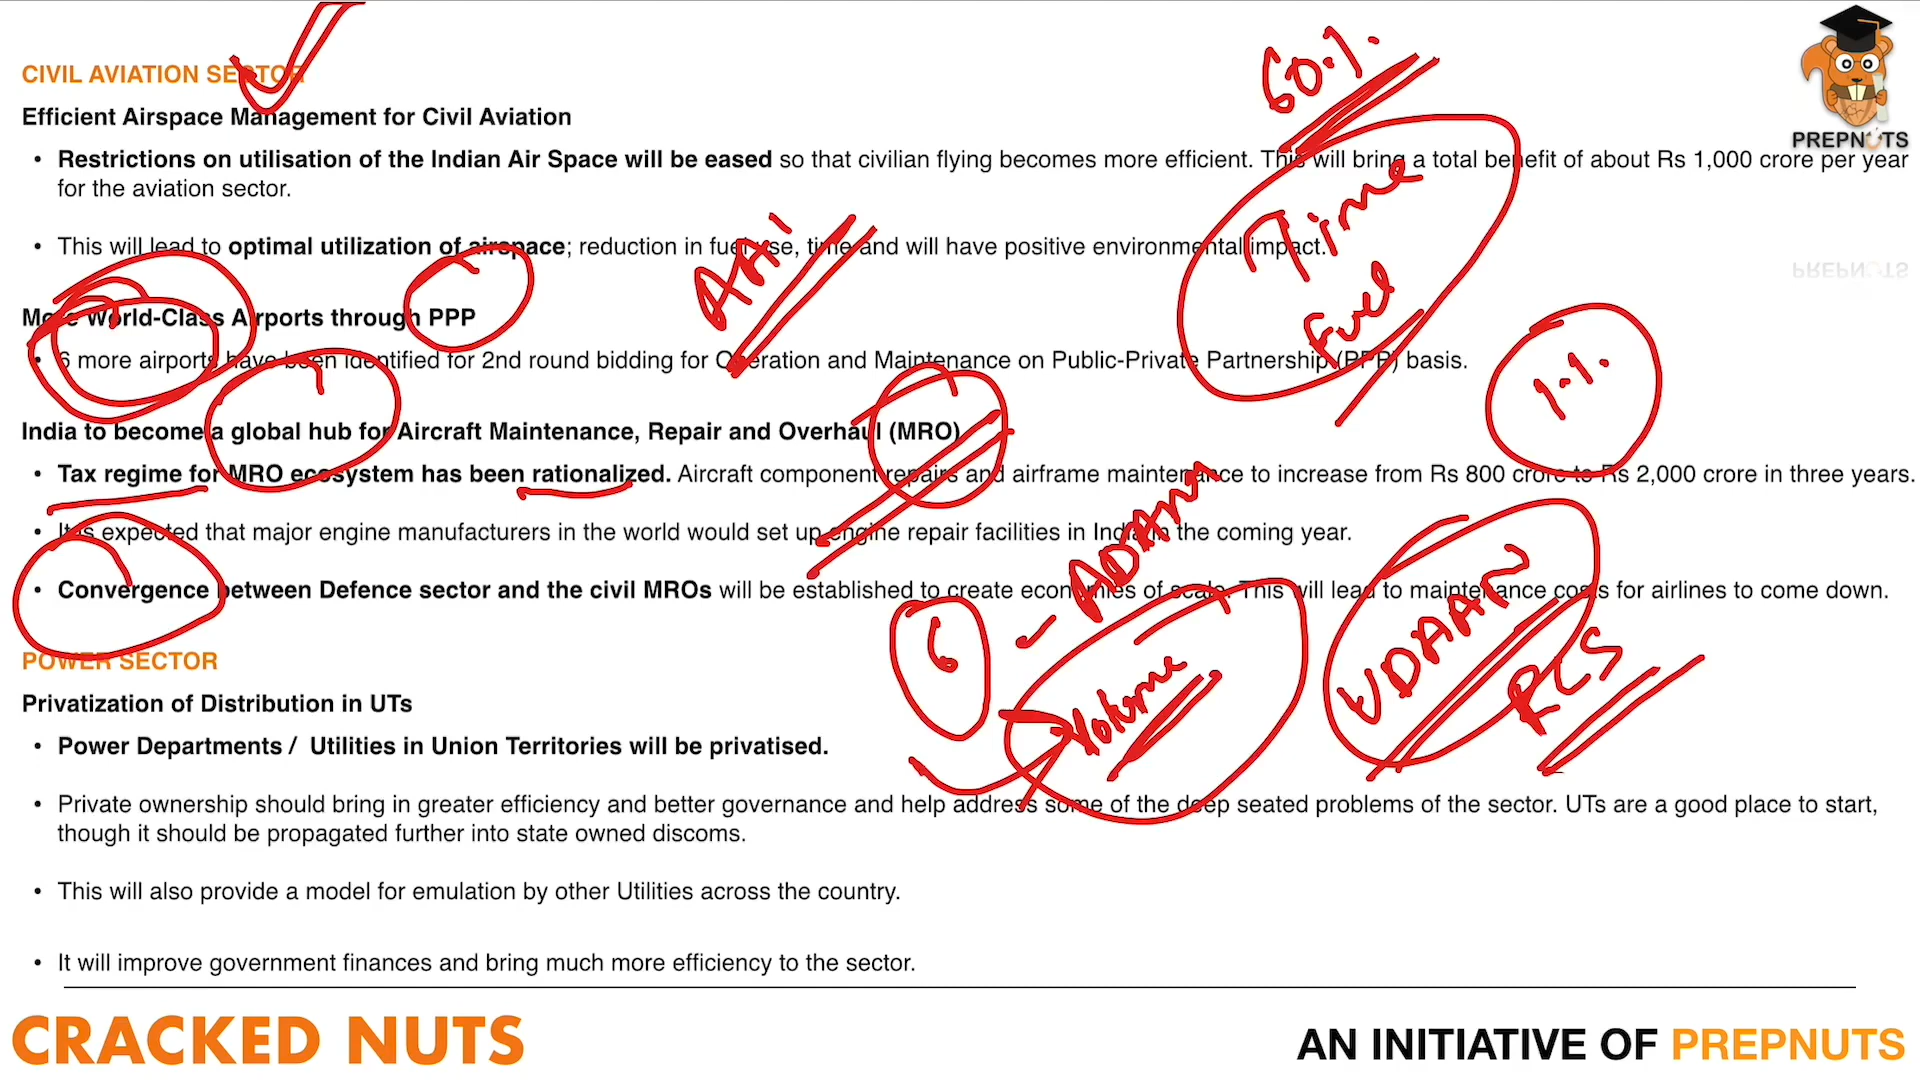 CIVIL AVIATION SECTOR
Efficient Airspace Management for Civil Aviation
• Restrictions on utilisation of the Indian Air Space will be eased so that civilian flying becomes more efficient. This will bring a total benefit of about Rs 1,000 crore per year
for the aviation sector.
• This will lead to optimal utilization of airspace; reduction in fuel use, time and will have positive environmental impact.
More World-Class Airports through PPP
• 6 more airports have been identified for 2nd round bidding for Operation and Maintenance on Public-Private Partnership (PPP) basis.
India to become a global hub for Aircraft Maintenance, Repair and Overhaul (MRO)
• Tax regime for MRO ecosystem has been rationalized. Aircraft component repairs and airframe maintenance to increase from Rs 800 crore to Rs 2,000 crore in three years.
• It is expected that major engine manufacturers in the world would set up engine repair facilities in India in the coming year.
• Convergence between Defence sector and the civil MROs will be established to create economies of scale. This will lead to maintenance costs for airlines to come down.
POWER SECTOR
Privatization of Distribution in UTs
• Power Departments / Utilities in Union Territories will be privatised.
• Private ownership should bring in greater efficiency and better governance and help address some of the deep seated problems of the sector. UTs are a good place to start,
though it should be propagated further into state owned discoms.
• This will also provide a model for emulation by other Utilities across the country.
• It will improve government finances and bring much more efficiency to the sector.
60%
Time
Fuel
AAI
1%
6 - ADANI
Volume
UDAAN
RCS
PREPNUTS
PREPNUTS
CRACKED NUTS
AN INITIATIVE OF PREPNUTS